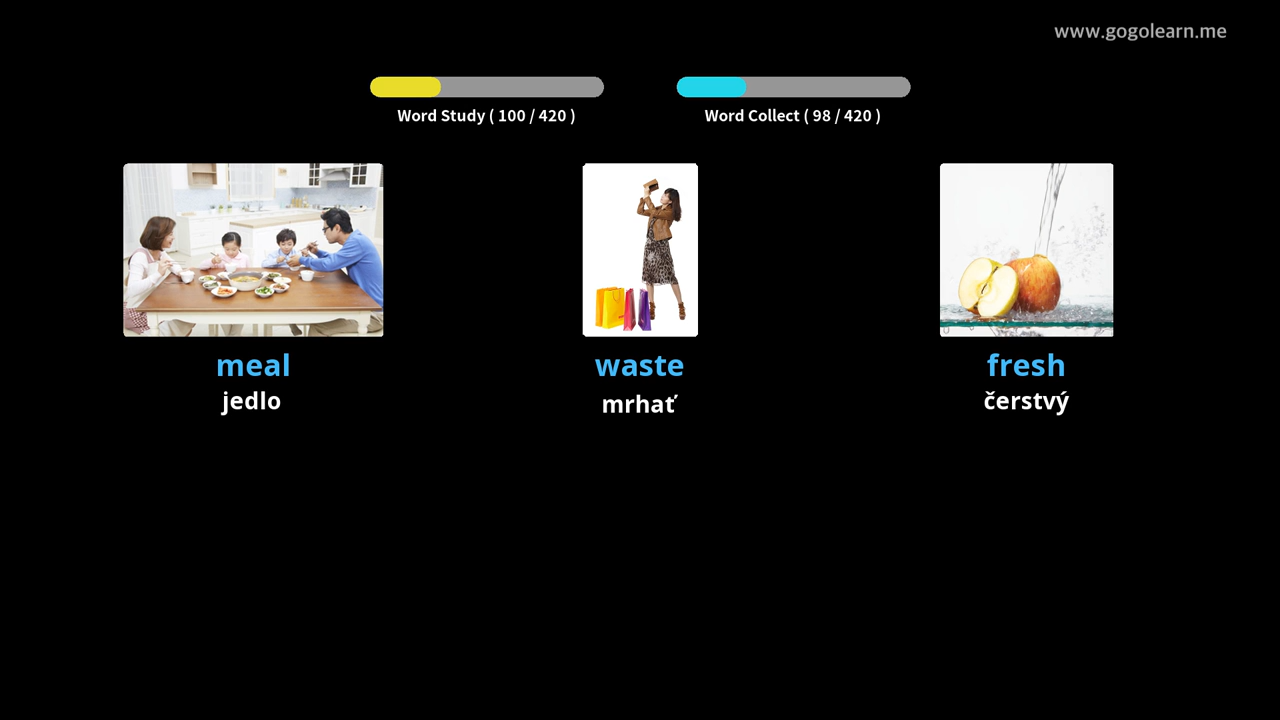 www.gogolearn.me
Word Study ( 100 / 420 )
Word Collect ( 98 / 420 )
meal
jedlo
waste
mrhať
fresh
čerstvý